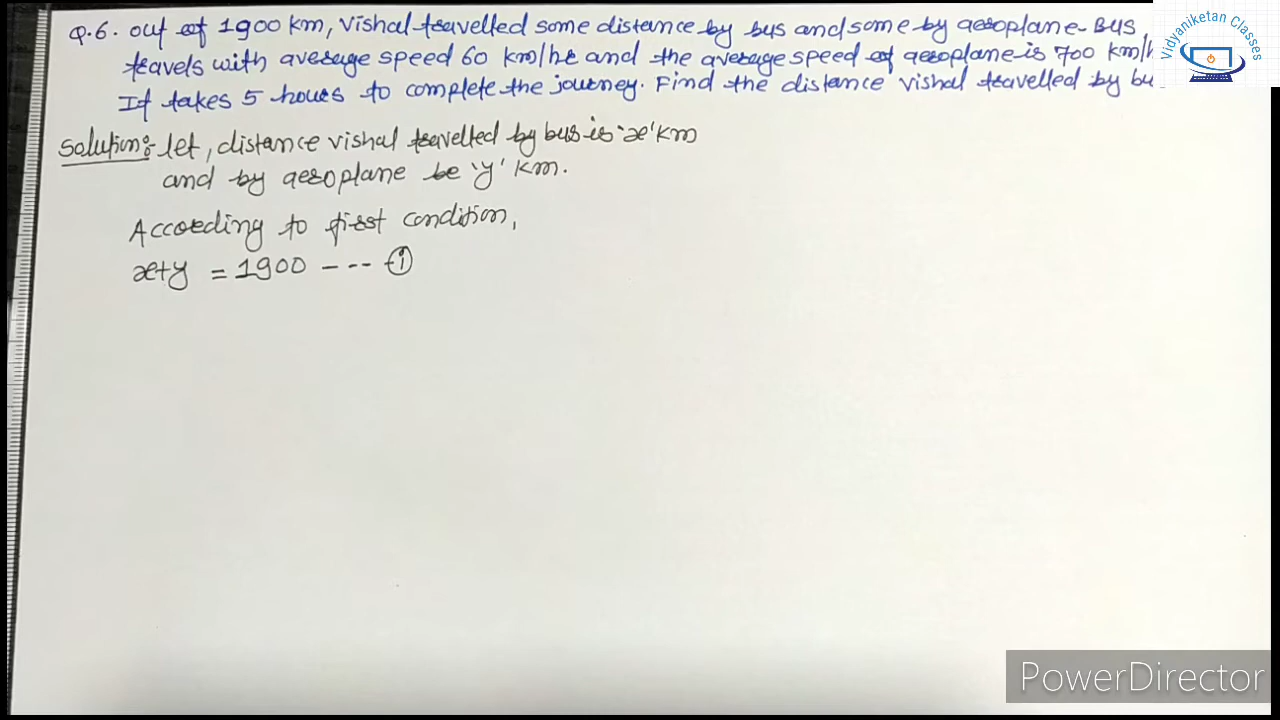 Q.6. Out of 1900 km, Vishal travelled some distance by bus and some by aeroplane. Bus
travels with average speed 60 km/hr and the average speed of aeroplane is 700 km/h
It takes 5 hours to complete the journey. Find the distance vishal travelled by bu
Solution:- let, distance vishal travelled by bus is 'x' km
and by aeroplane be 'y' km.
According to first condition,
x+y = 1900 --- ①
Vidyaniketan Classes
PowerDirector